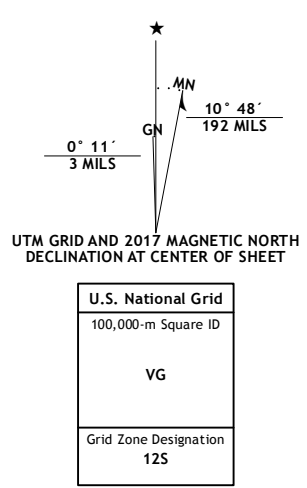 ★
MN
10° 48´
192 MILS
GN
0° 11´
3 MILS
UTM GRID AND 2017 MAGNETIC NORTH
DECLINATION AT CENTER OF SHEET
U.S. National Grid
100,000-m Square ID
VG
Grid Zone Designation
12S